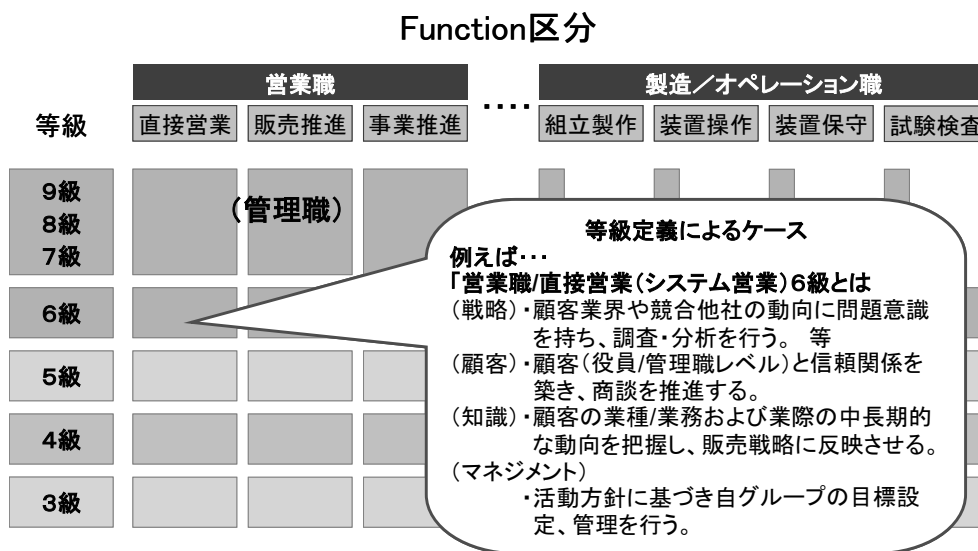 Function区分
営業職
‥‥
製造／オペレーション職
等級
直接営業
販売推進
事業推進
組立製作
装置操作
装置保守
試験検査
9級
8級
7級
（管理職）
6級
5級
4級
3級
等級定義によるケース
例えば･･･
「営業職/直接営業（システム営業）６級とは
（戦略）・顧客業界や競合他社の動向に問題意識
を持ち、調査・分析を行う。 等
（顧客）・顧客（役員/管理職レベル）と信頼関係を
築き、商談を推進する。
（知識）・顧客の業種/業務および業際の中長期的
な動向を把握し、販売戦略に反映させる。
（マネジメント）
・活動方針に基づき自グループの目標設
定、管理を行う。